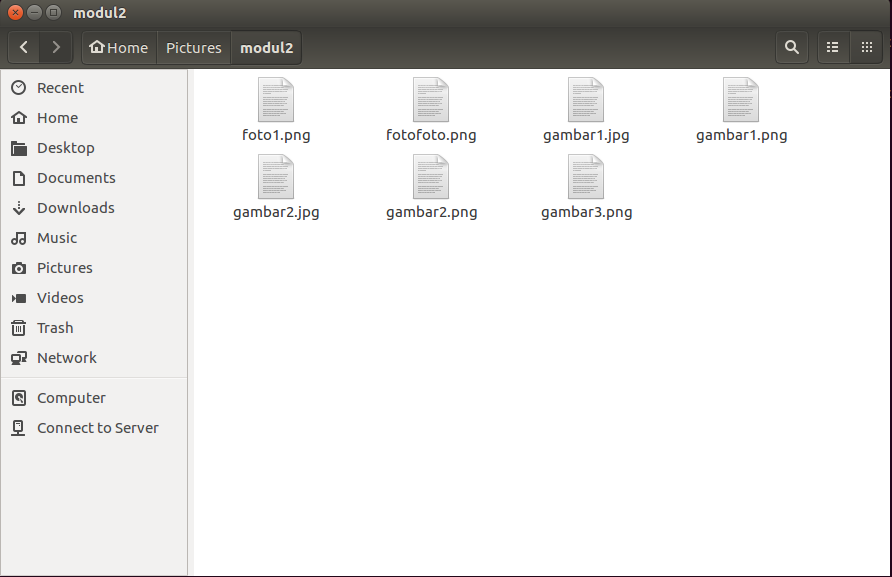 modul2
Home Pictures modul2
Recent
Home
Desktop
Documents
Downloads
Music
Pictures
Videos
Trash
Network
Computer
Connect to Server
foto1.png fotofoto.png gambar1.jpg gambar1.png
gambar2.jpg gambar2.png gambar3.png